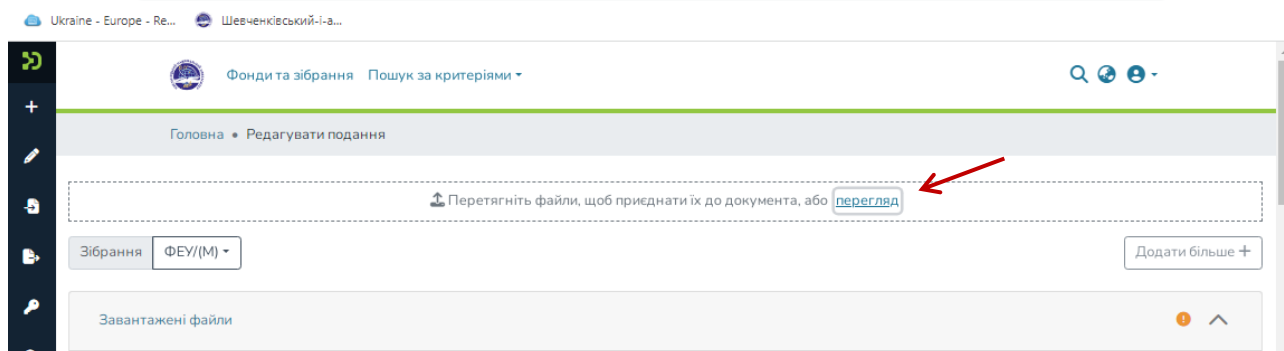 Ukraine - Europe - Re... Шевченківський-і-а...
Фонди та зібрання Пошук за критеріями
Головна • Редагувати подання
Перетягніть файли, щоб приєднати їх до документа, або перегляд
Зібрання ФЕУ/(М) Додати більше +
Завантажені файли